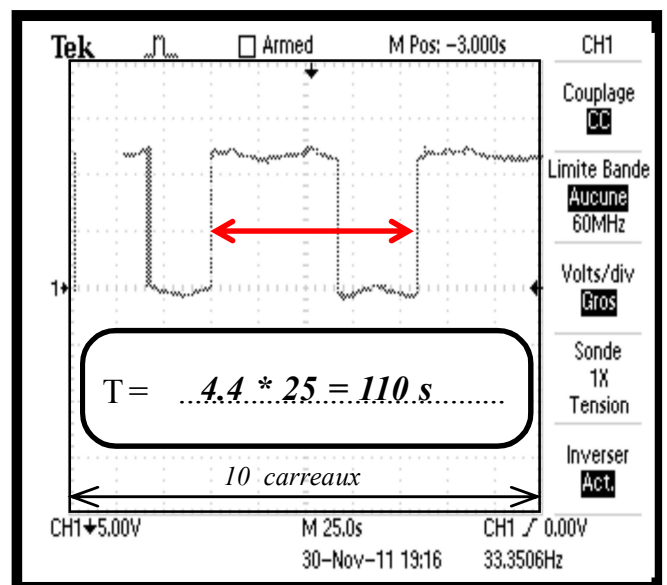 Tek Armed M Pos: -3.000s CH1
Couplage
CC
Limite Bande
Aucune
60MHz
1
Volts/div
Gros
Sonde
1X
Tension
T = ...4.4 * 25 = 110 s.........
Inverser
Act.
10 carreaux
CH1 5.00V M 25.0s CH1 0.00V
30-Nov-11 19:16 33.3506Hz